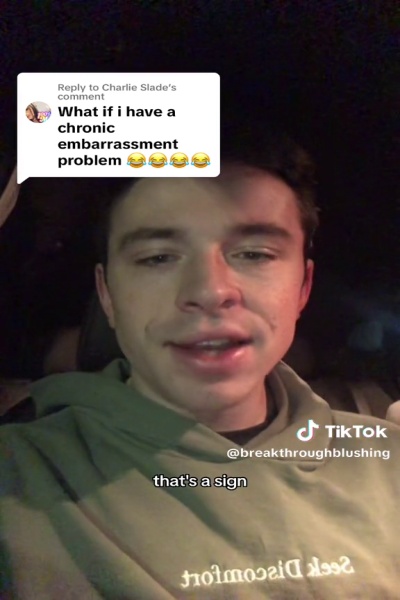 Reply to Charlie Slade's
comment
What if i have a
chronic
embarrassment
problem 😂😂😂😂
TikTok
@breakthroughblushing
that's a sign
Seek Discomfort